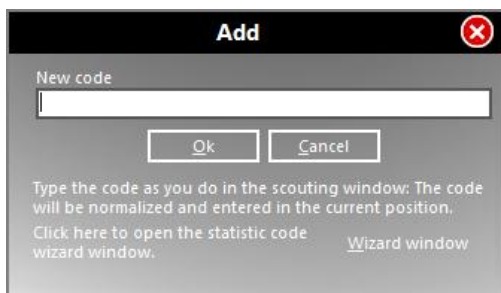 Add
New code
Ok
Cancel
Type the code as you do in the scouting window: The code
will be normalized and entered in the current position.
Click here to open the statistic code
wizard window.
Wizard window